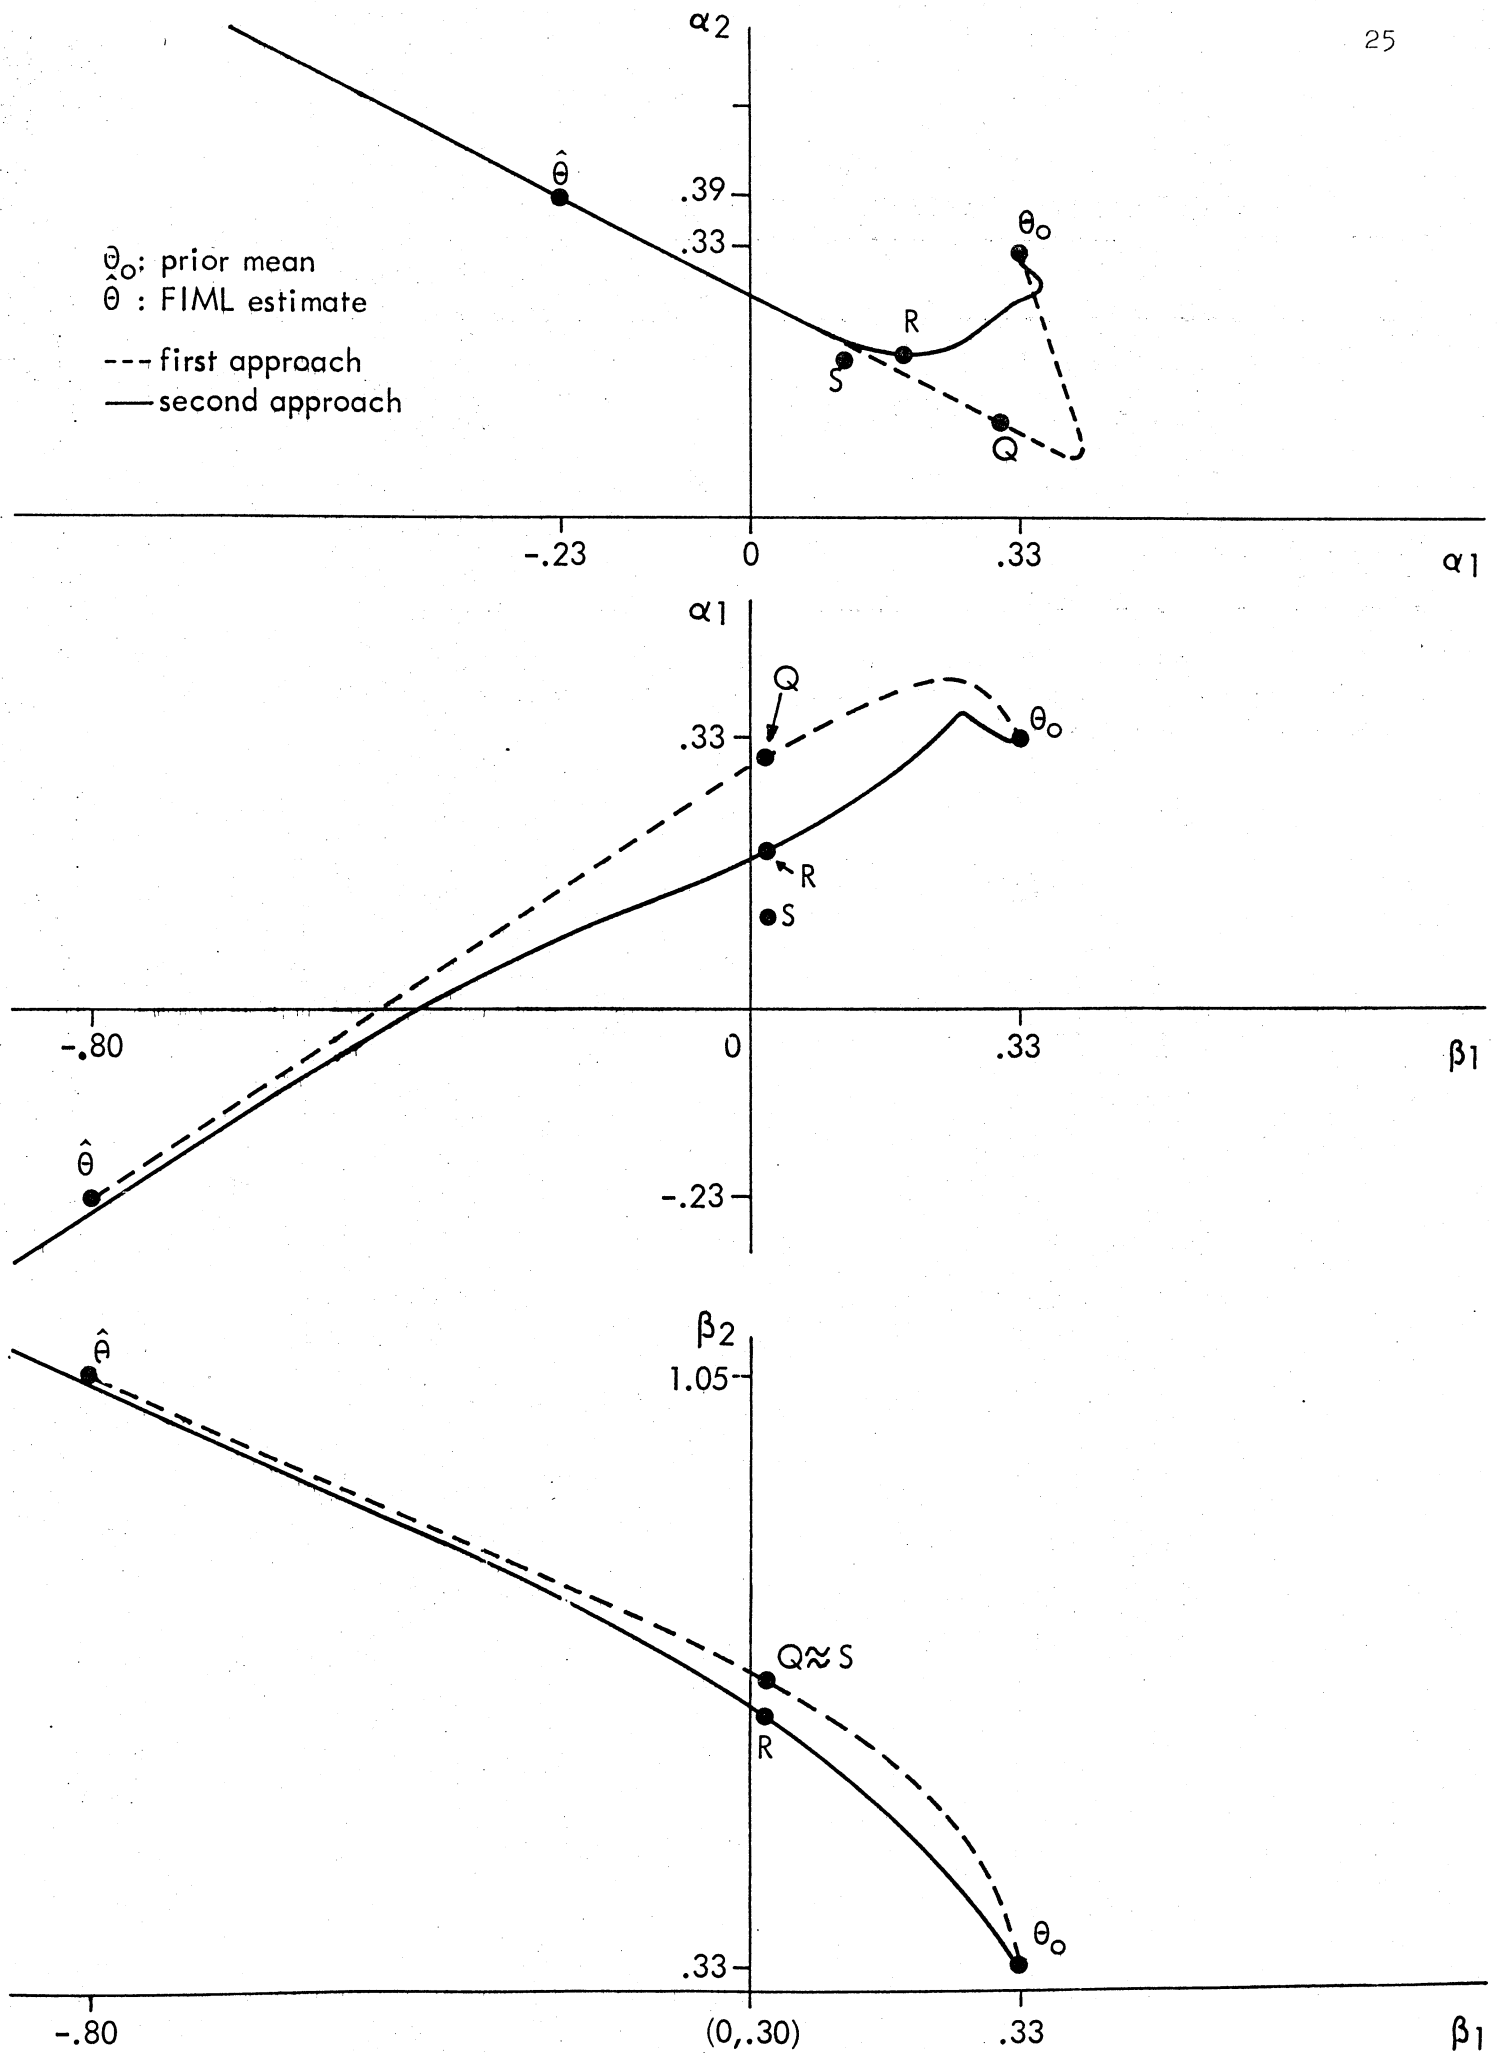 α2
25
θ̂
.39
.33
θo
θo: prior mean
θ̂ : FIML estimate
R
--- first approach
S
— second approach
Q
-.23
0
.33
α1
α1
Q
.33
θo
R
S
-.80
0
.33
β1
θ̂
-.23
β2
θ̂
1.05
Q≈S
R
θo
.33
-.80
(0,.30)
.33
β1